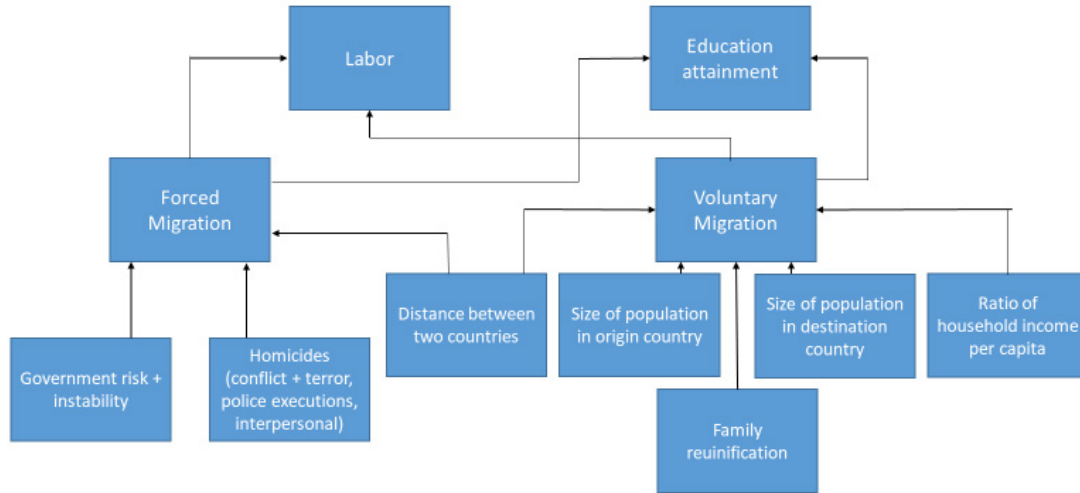 Labor
Education
attainment
Forced
Migration
Voluntary
Migration
Distance between
two countries
Size of population
in origin country
Size of population
in destination
country
Ratio of
household income
per capita
Government risk +
instability
Homicides
(conflict + terror,
police executions,
interpersonal)
Family
reuinification